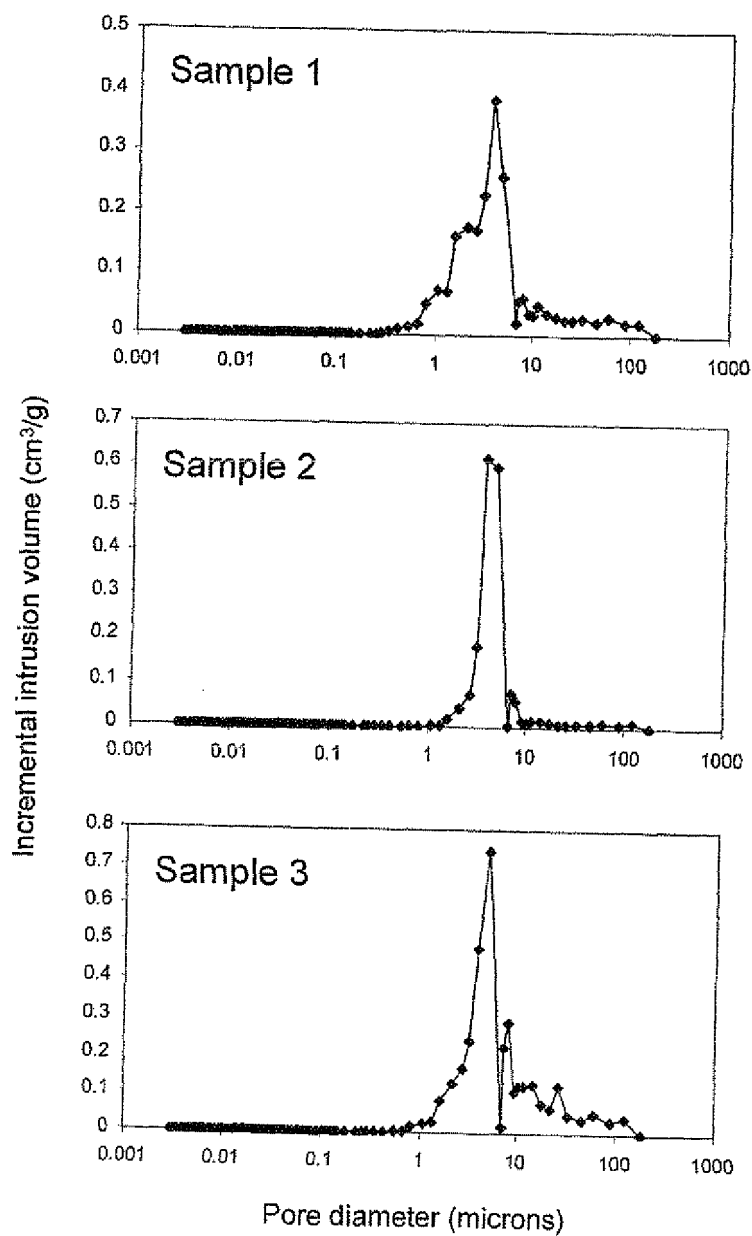 0.5
Sample 1
0.4
0.3
0.2
0.1
0
0.001 0.01 0.1 1 10 100 1000
Incremental intrusion volume (cm³/g)
0.7
Sample 2
0.6
0.5
0.4
0.3
0.2
0.1
0
0.001 0.01 0.1 1 10 100 1000
0.8
Sample 3
0.7
0.6
0.5
0.4
0.3
0.2
0.1
0
0.001 0.01 0.1 1 10 100 1000
Pore diameter (microns)